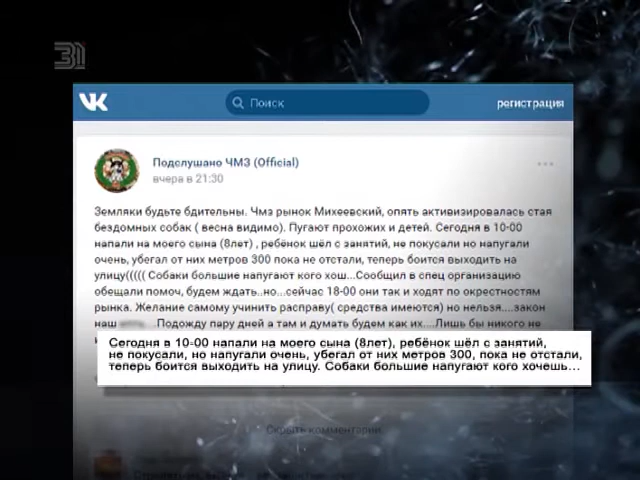 31
Поиск
регистрация
Подслушано ЧМЗ (Official)
вчера в 21:30
Земляки будьте бдительны. Чмз рынок Михеевский, опять активизировалась стая
бездомных собак ( весна видимо). Пугают прохожих и детей. Сегодня в 10-00
напали на моего сына (8лет) , ребёнок шёл с занятий, не покусали но напугали
очень, убегал от них метров 300 пока не отстали, теперь боится выходить на
улицу((((( Собаки большие напугают кого хош...Сообщил в спец организацию
обещали помоч, будем ждать..но...сейчас 18-00 они так и ходят по окрестностям
рынка. Желание самому учинить расправу( средства имеются) но нельзя....закон
наш ....Подожду пару дней а там и думать будем как их....Лишь бы никого не
Сегодня в 10-00 напали на моего сына (8лет), ребёнок шёл с занятий,
не покусали, но напугали очень, убегал от них метров 300, пока не отстали,
теперь боится выходить на улицу. Собаки большие напугают кого хочешь...
Скрыть комментарии